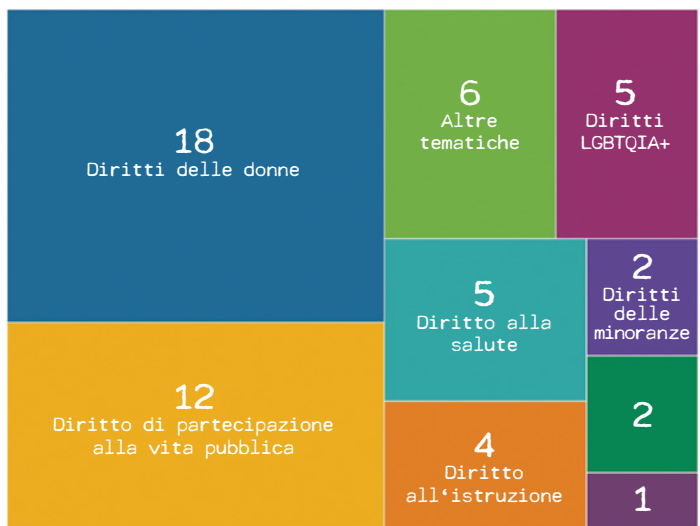 18
Diritti delle donne
12
Diritto di partecipazione
alla vita pubblica
6
Altre
tematiche
5
Diritti
LGBTQIA+
5
Diritto alla
salute
2
Diritti
delle
minoranze
4
Diritto
all‘istruzione
2
1